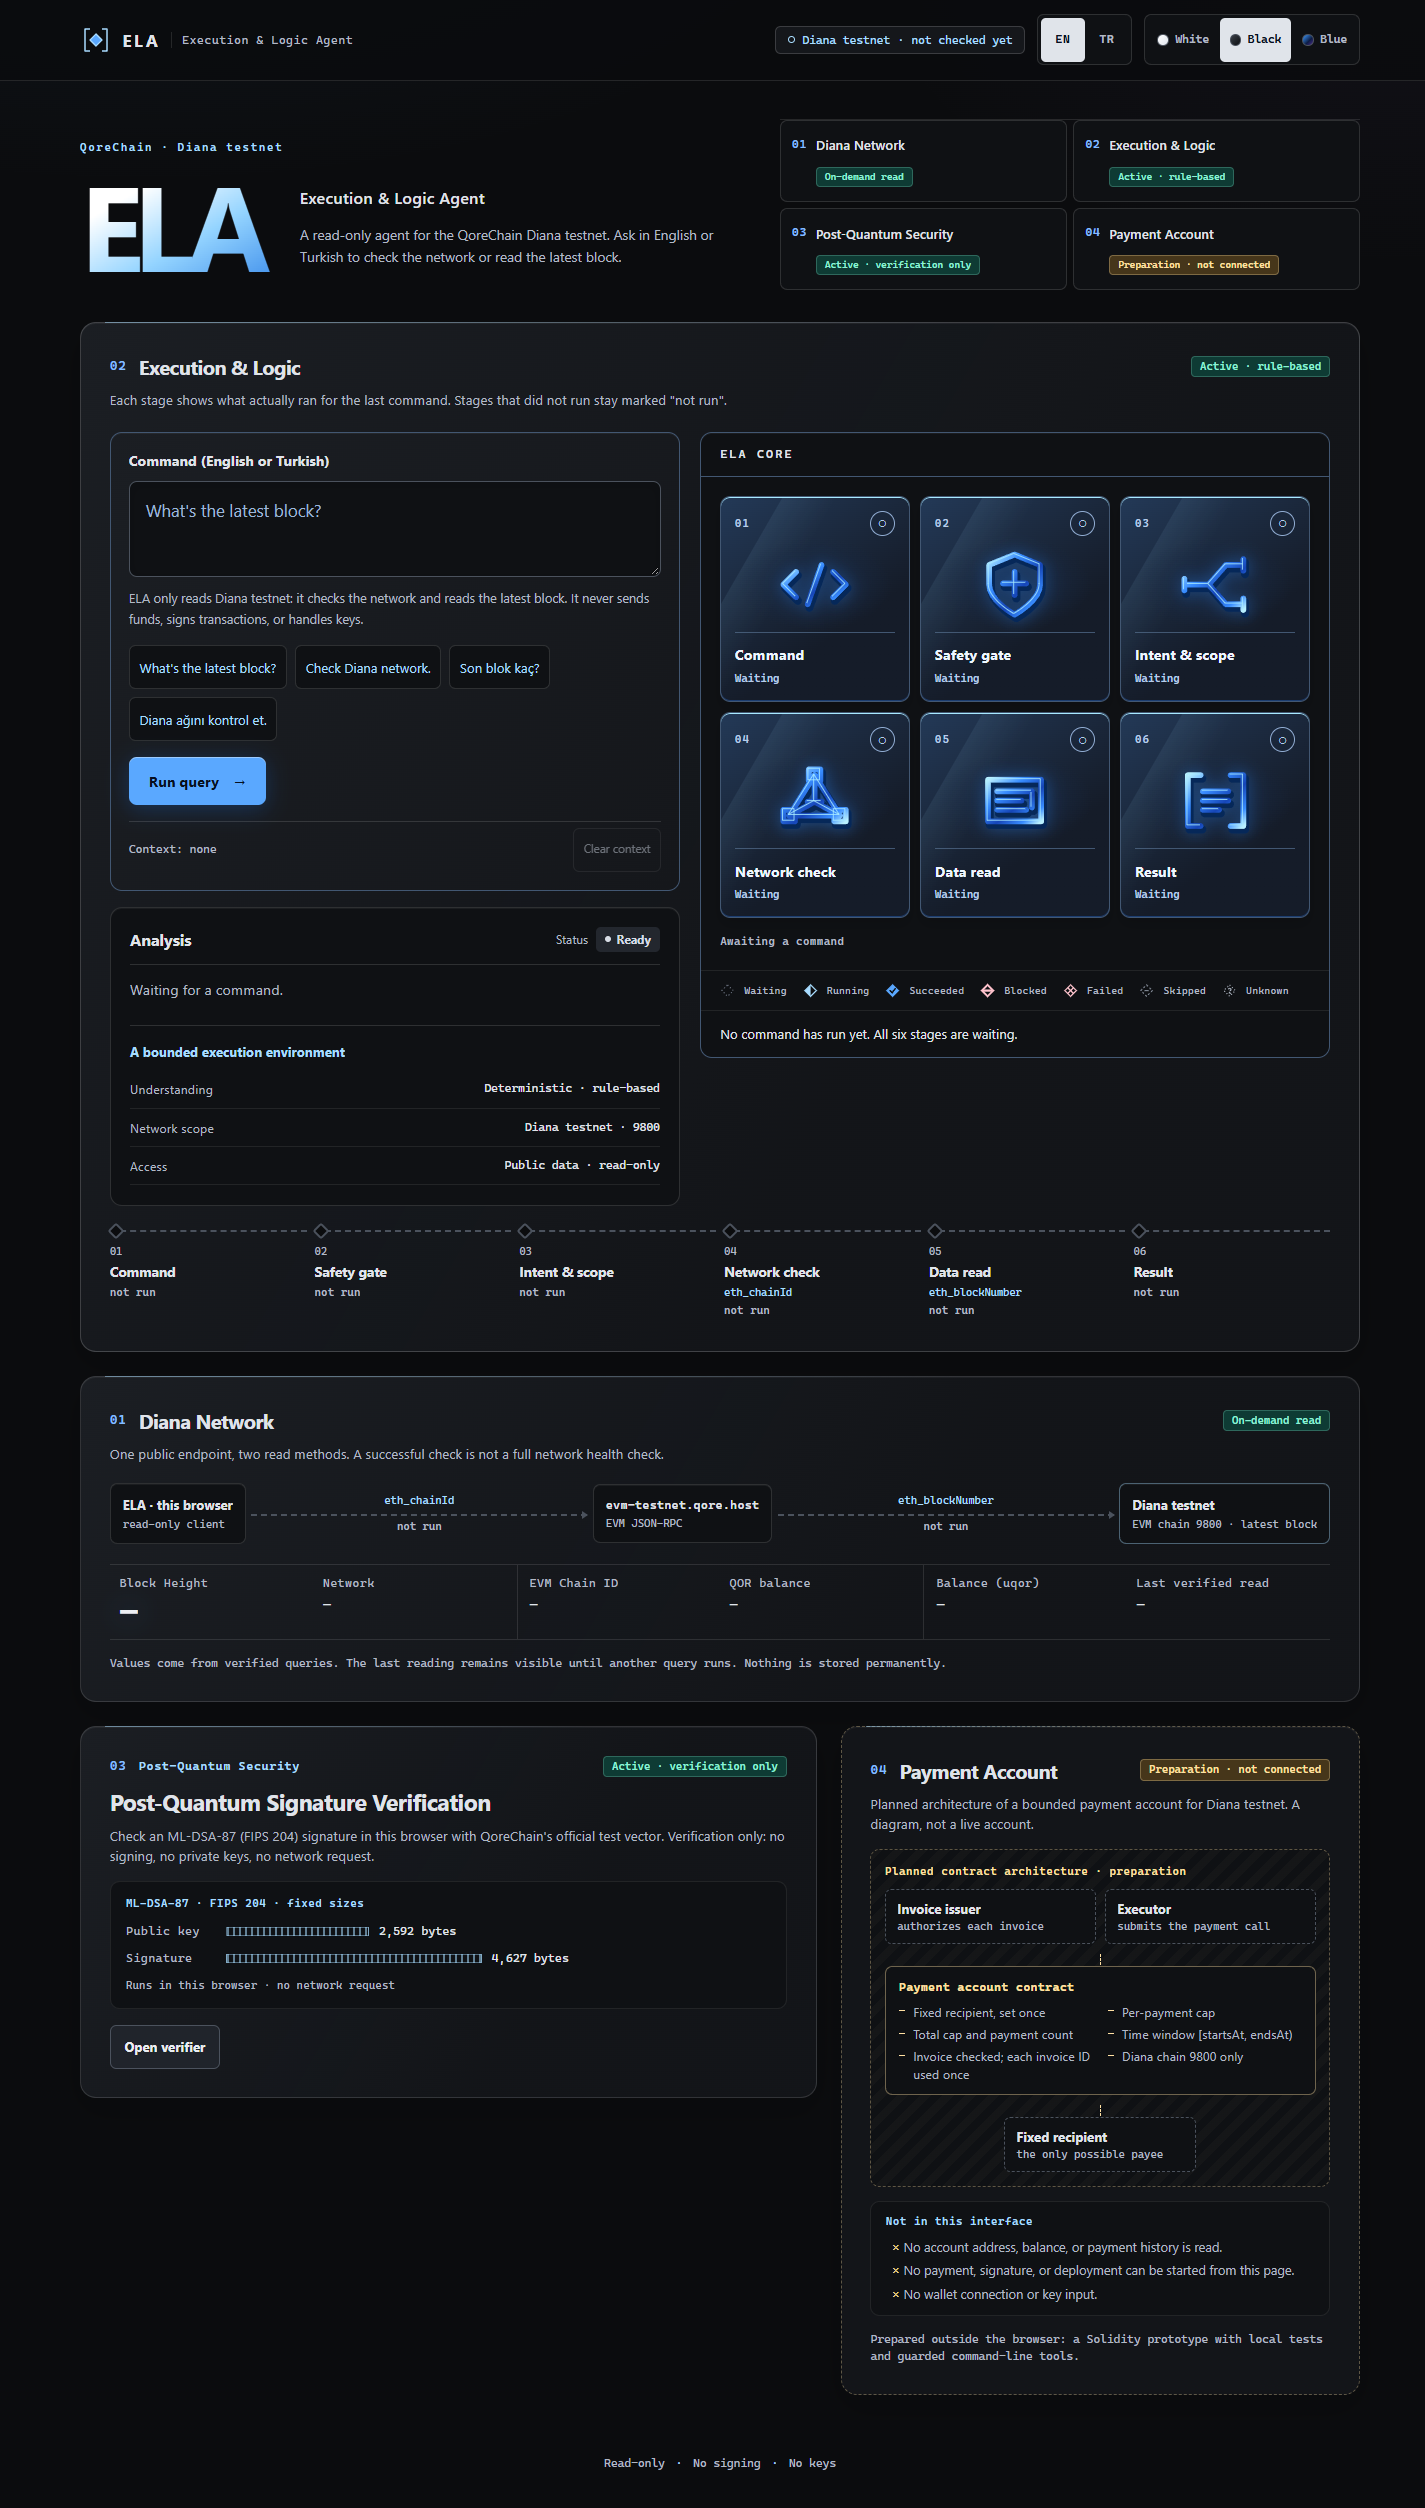 ELA
Execution & Logic Agent
Diana testnet · not checked yet
EN
TR
White
Black
Blue
QoreChain · Diana testnet
ELA
Execution & Logic Agent
A read-only agent for the QoreChain Diana testnet. Ask in English or
Turkish to check the network or read the latest block.
01 Diana Network
On-demand read
02 Execution & Logic
Active · rule-based
03 Post-Quantum Security
Active · verification only
04 Payment Account
Preparation · not connected
02 Execution & Logic
Active · rule-based
Each stage shows what actually ran for the last command. Stages that did not run stay marked "not run".
Command (English or Turkish)
What's the latest block?
ELA only reads Diana testnet: it checks the network and reads the latest block. It never sends
funds, signs transactions, or handles keys.
What's the latest block?
Check Diana network.
Son blok kaç?
Diana ağını kontrol et.
Run query →
Context: none
Clear context
ELA CORE
01
Command
Waiting
02
Safety gate
Waiting
03
Intent & scope
Waiting
04
Network check
Waiting
05
Data read
Waiting
06
Result
Waiting
Awaiting a command
Waiting
Running
Succeeded
Blocked
Failed
Skipped
Unknown
No command has run yet. All six stages are waiting.
Analysis
Status
Ready
Waiting for a command.
A bounded execution environment
Understanding
Deterministic · rule-based
Network scope
Diana testnet · 9800
Access
Public data · read-only
01
Command
not run
02
Safety gate
not run
03
Intent & scope
not run
04
Network check
eth_chainId
not run
05
Data read
eth_blockNumber
not run
06
Result
not run
01 Diana Network
On-demand read
One public endpoint, two read methods. A successful check is not a full network health check.
ELA · this browser
read-only client
eth_chainId
not run
evm-testnet.qore.host
EVM JSON-RPC
eth_blockNumber
not run
Diana testnet
EVM chain 9800 · latest block
Block Height
—
Network
—
EVM Chain ID
—
QOR balance
—
Balance (uqor)
—
Last verified read
—
Values come from verified queries. The last reading remains visible until another query runs. Nothing is stored permanently.
03 Post-Quantum Security
Active · verification only
Post-Quantum Signature Verification
Check an ML-DSA-87 (FIPS 204) signature in this browser with QoreChain's official test vector. Verification only: no
signing, no private keys, no network request.
ML-DSA-87 · FIPS 204 · fixed sizes
Public key
2,592 bytes
Signature
4,627 bytes
Runs in this browser · no network request
Open verifier
04 Payment Account
Preparation · not connected
Planned architecture of a bounded payment account for Diana testnet. A
diagram, not a live account.
Planned contract architecture · preparation
Invoice issuer
authorizes each invoice
Executor
submits the payment call
Payment account contract
— Fixed recipient, set once
— Per-payment cap
— Total cap and payment count
— Time window [startsAt, endsAt)
— Invoice checked; each invoice ID
used once
— Diana chain 9800 only
Fixed recipient
the only possible payee
Not in this interface
× No account address, balance, or payment history is read.
× No payment, signature, or deployment can be started from this page.
× No wallet connection or key input.
Prepared outside the browser: a Solidity prototype with local tests
and guarded command-line tools.
Read-only · No signing · No keys